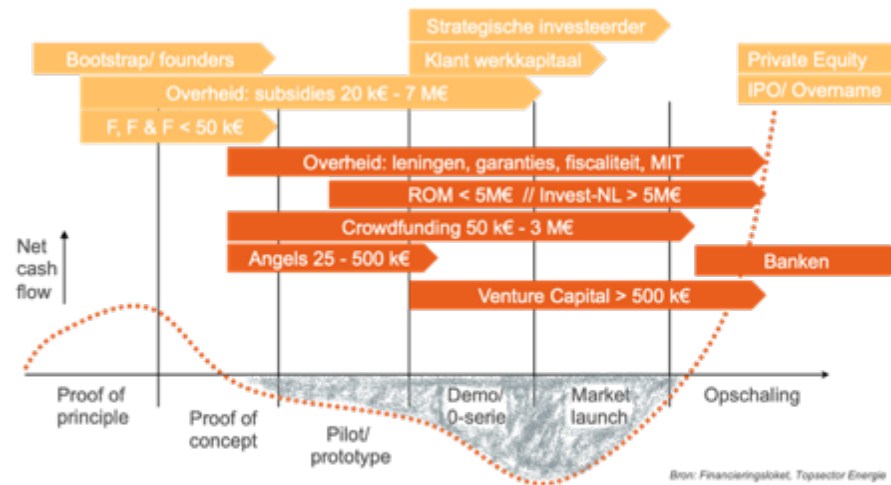 Strategische investeerder
Bootstrap/ founders
Klant werkkapitaal
Private Equity
Overheid: subsidies 20 k€ - 7 M€
IPO/ Overname
F, F & F < 50 k€
Overheid: leningen, garanties, fiscaliteit, MIT
ROM < 5M€ // Invest-NL > 5M€
Crowdfunding 50 k€ - 3 M€
Net
cash
flow
Angels 25 - 500 k€
Banken
Venture Capital > 500 k€
Proof of
principle
Proof of
concept
Pilot/
prototype
Demo/
0-serie
Market
launch
Opschaling
Bron: Financieringsloket, Topsector Energie